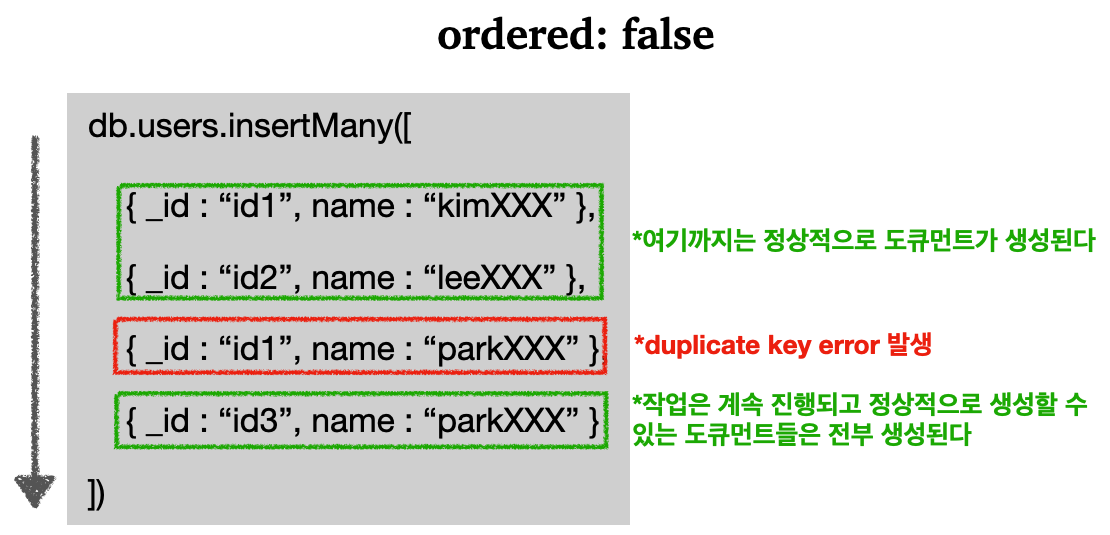 ordered: false
db.users.insertMany([
{ _id : “id1”, name : “kimXXX” },
*여기까지는 정상적으로 도큐먼트가 생성된다
{ _id : “id2”, name : “leeXXX” },
{ _id : “id1”, name : “parkXXX” }
*duplicate key error 발생
{ _id : “id3”, name : “parkXXX” }
*작업은 계속 진행되고 정상적으로 생성할 수
있는 도큐먼트들은 전부 생성된다
])